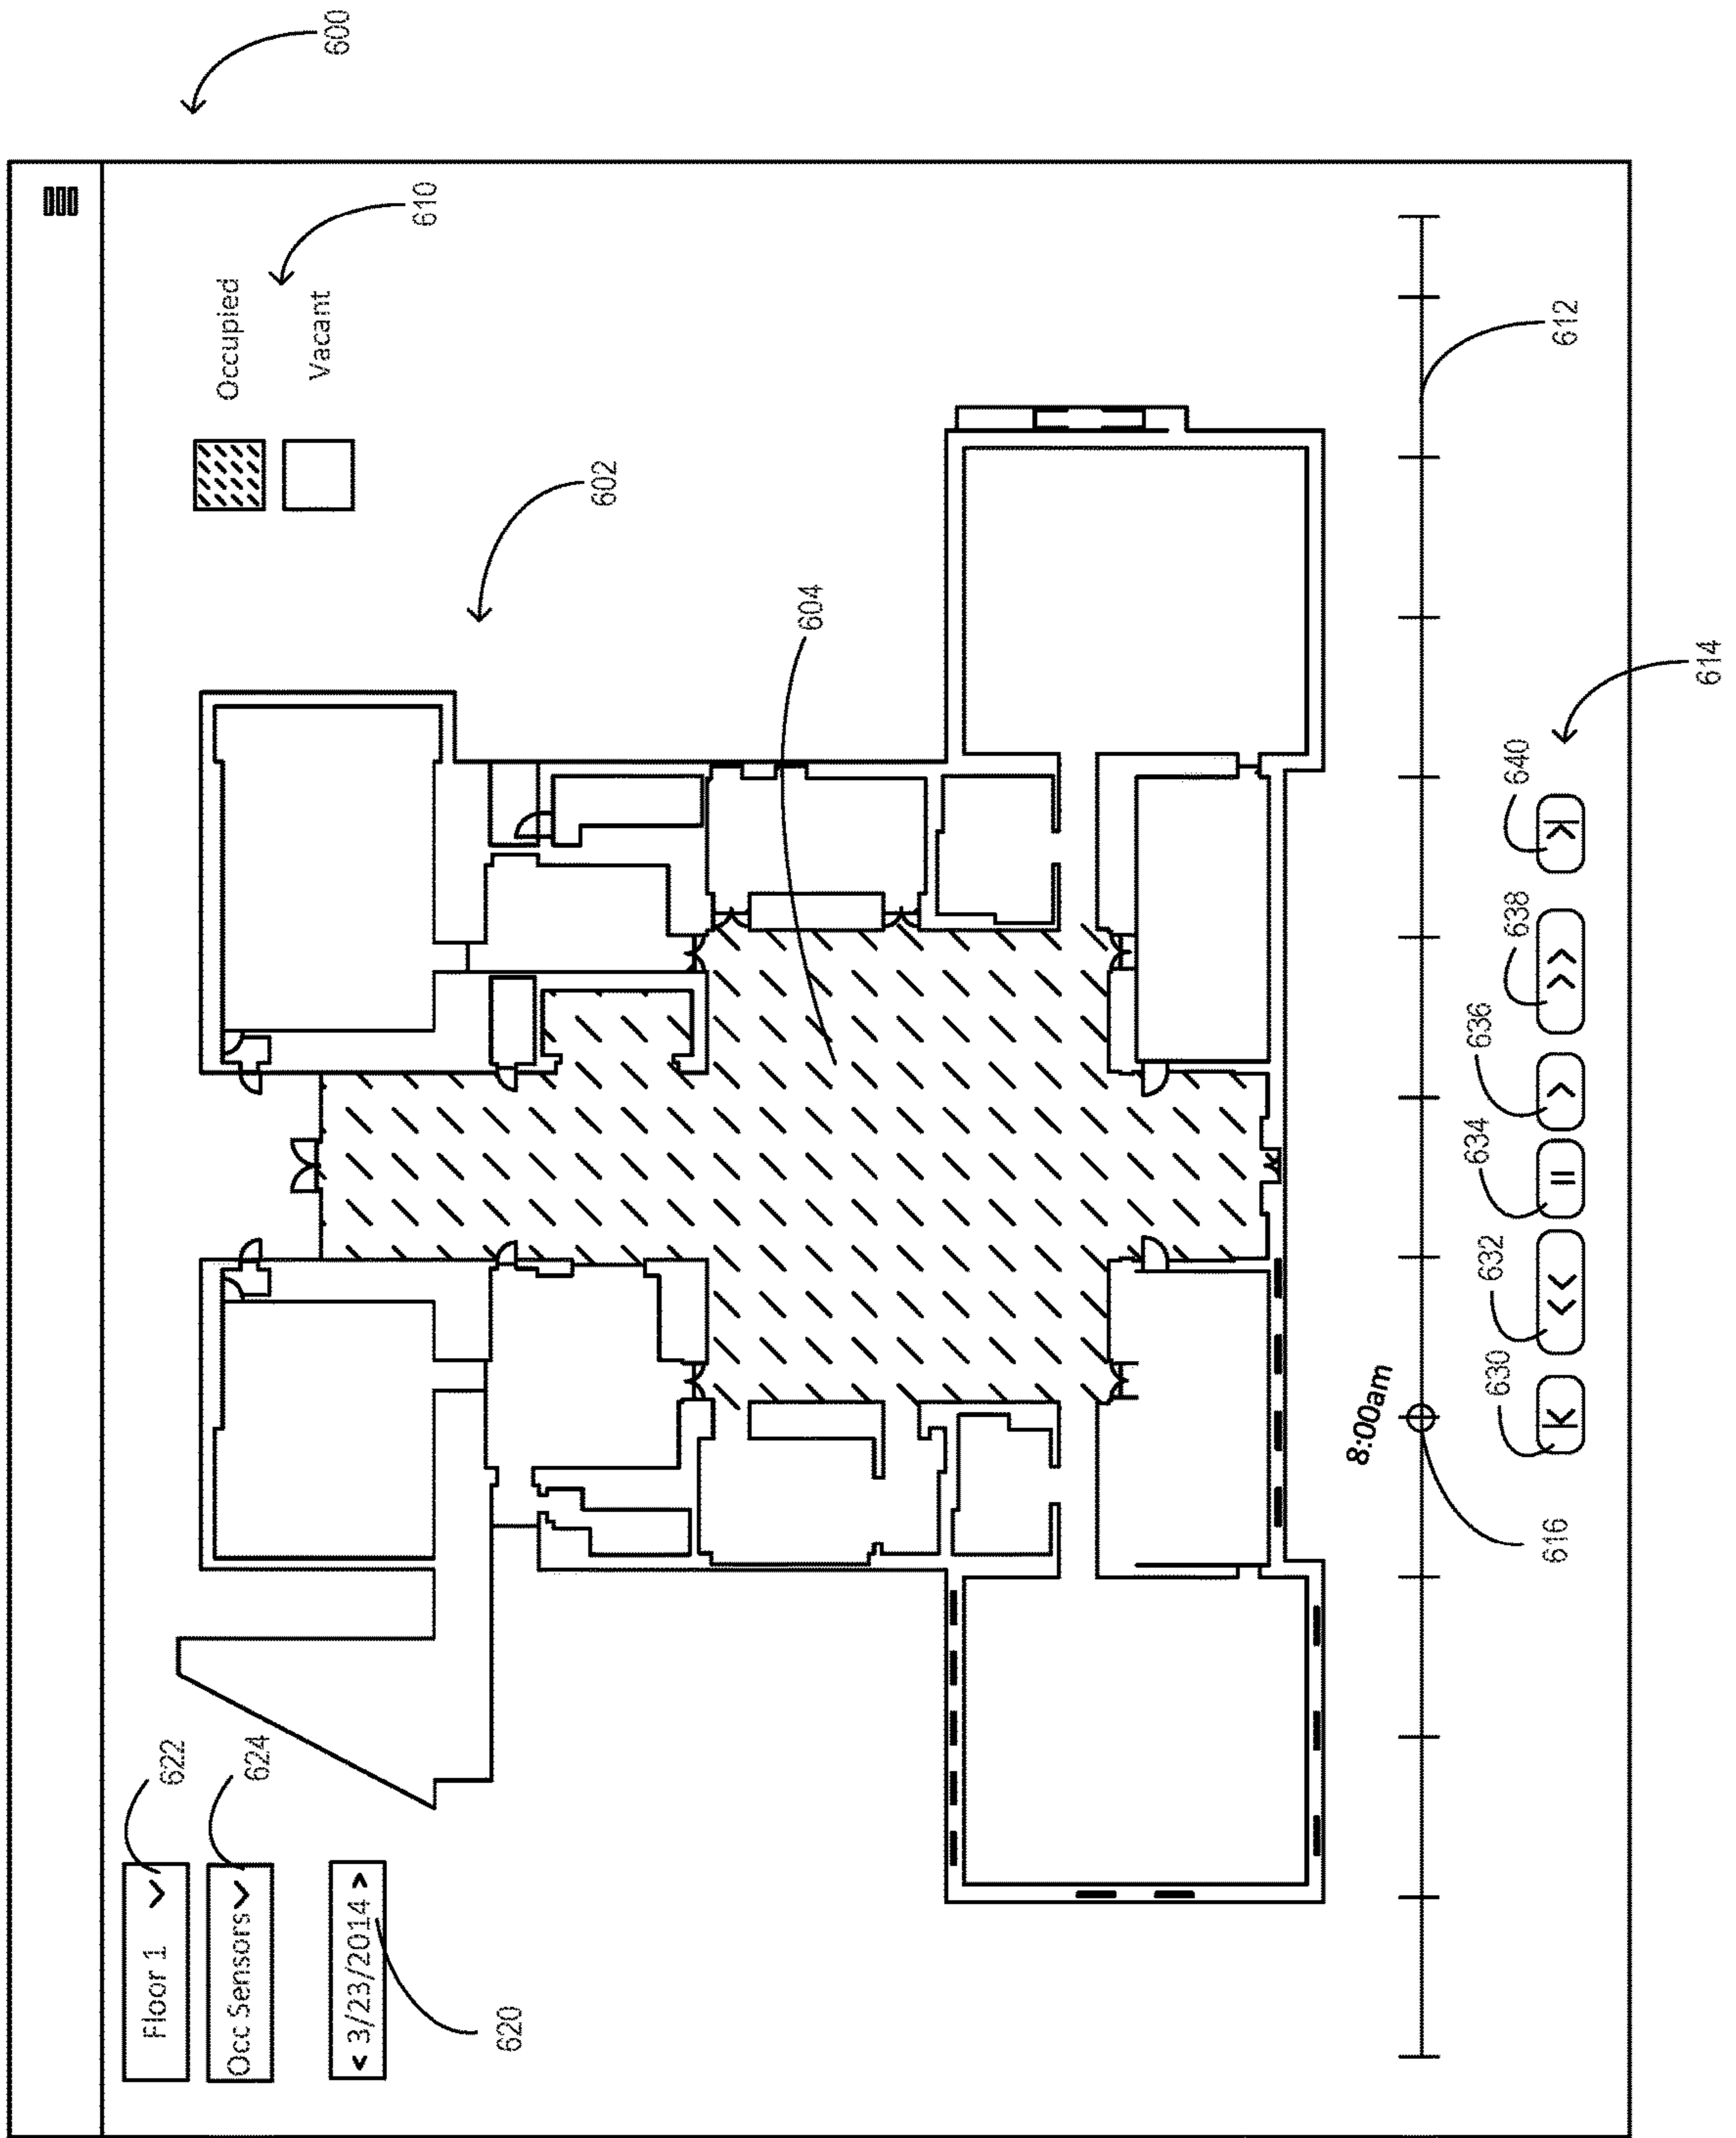 600
610
Occupied
Vacant
602
604
Floor 1
622
Occ Sensors
624
< 3/23/2014 >
620
8:00am
616
612
630
632
634
636
638
640
614